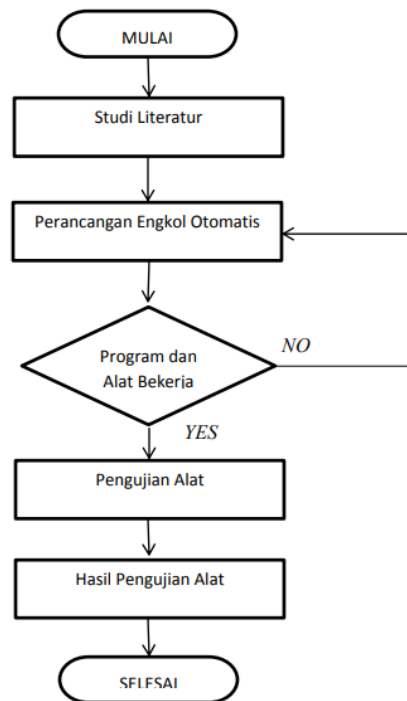 MULAI
Studi Literatur
Perancangan Engkol Otomatis
Program dan
Alat Bekerja
NO
YES
Pengujian Alat
Hasil Pengujian Alat
SELESAI